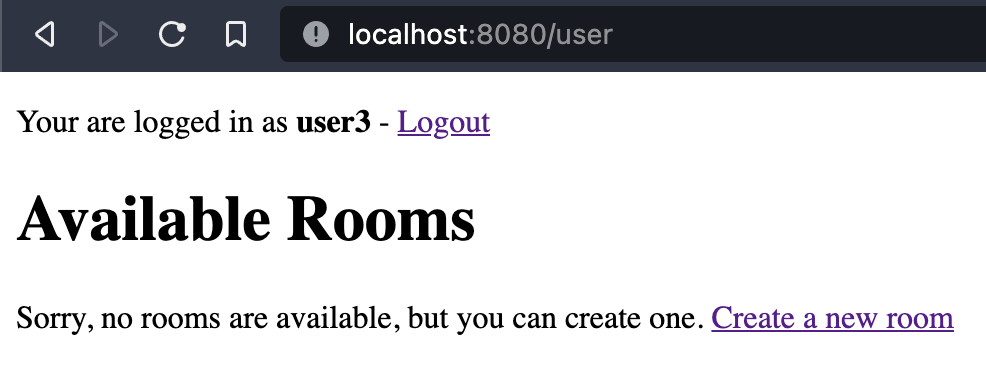 localhost:8080/user
Your are logged in as user3 - Logout
Available Rooms
Sorry, no rooms are available, but you can create one. Create a new room